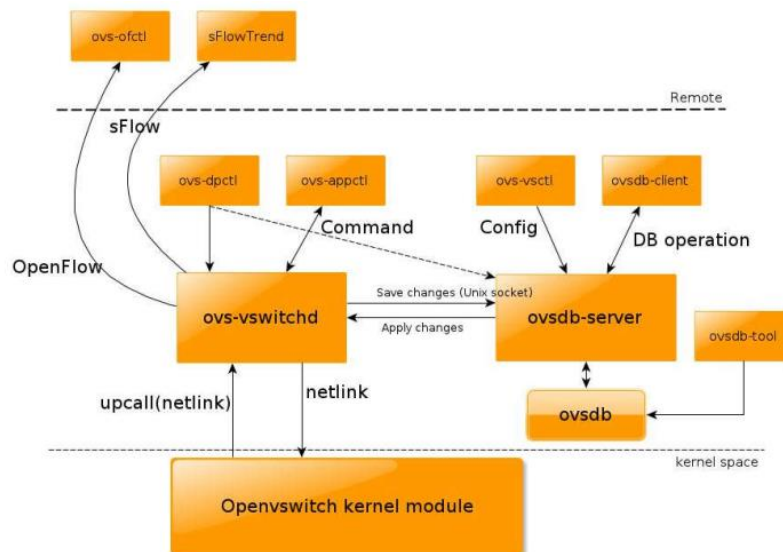 ovs-ofctl
sFlowTrend
Remote
sFlow
ovs-dpctl
ovs-appctl
ovs-vsctl
ovsdb-client
Command
Config
DB operation
OpenFlow
ovs-vswitchd
Save changes (Unix socket)
Apply changes
ovsdb-server
ovsdb-tool
upcall(netlink)
netlink
ovsdb
kernel space
Openvswitch kernel module